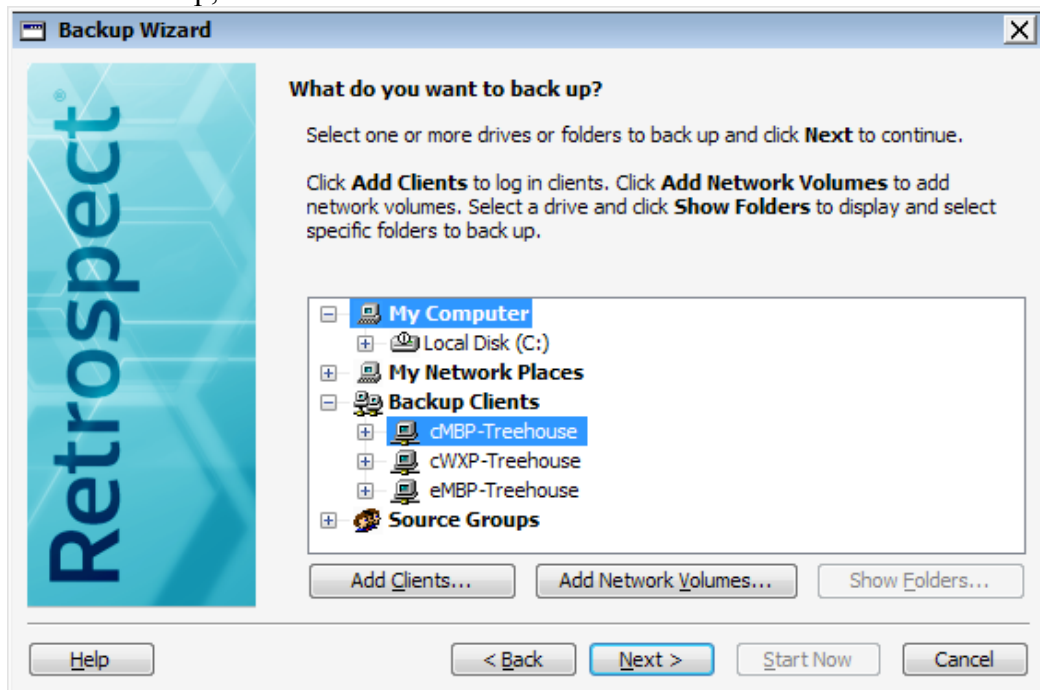 Backup Wizard
Retrospect®
What do you want to back up?
Select one or more drives or folders to back up and click Next to continue.
Click Add Clients to log in clients. Click Add Network Volumes to add
network volumes. Select a drive and click Show Folders to display and select
specific folders to back up.
My Computer
Local Disk (C:)
My Network Places
Backup Clients
cMBP-Treehouse
cWXP-Treehouse
eMBP-Treehouse
Source Groups
Add Clients...
Add Network Volumes...
Show Folders...
Help
< Back
Next >
Start Now
Cancel